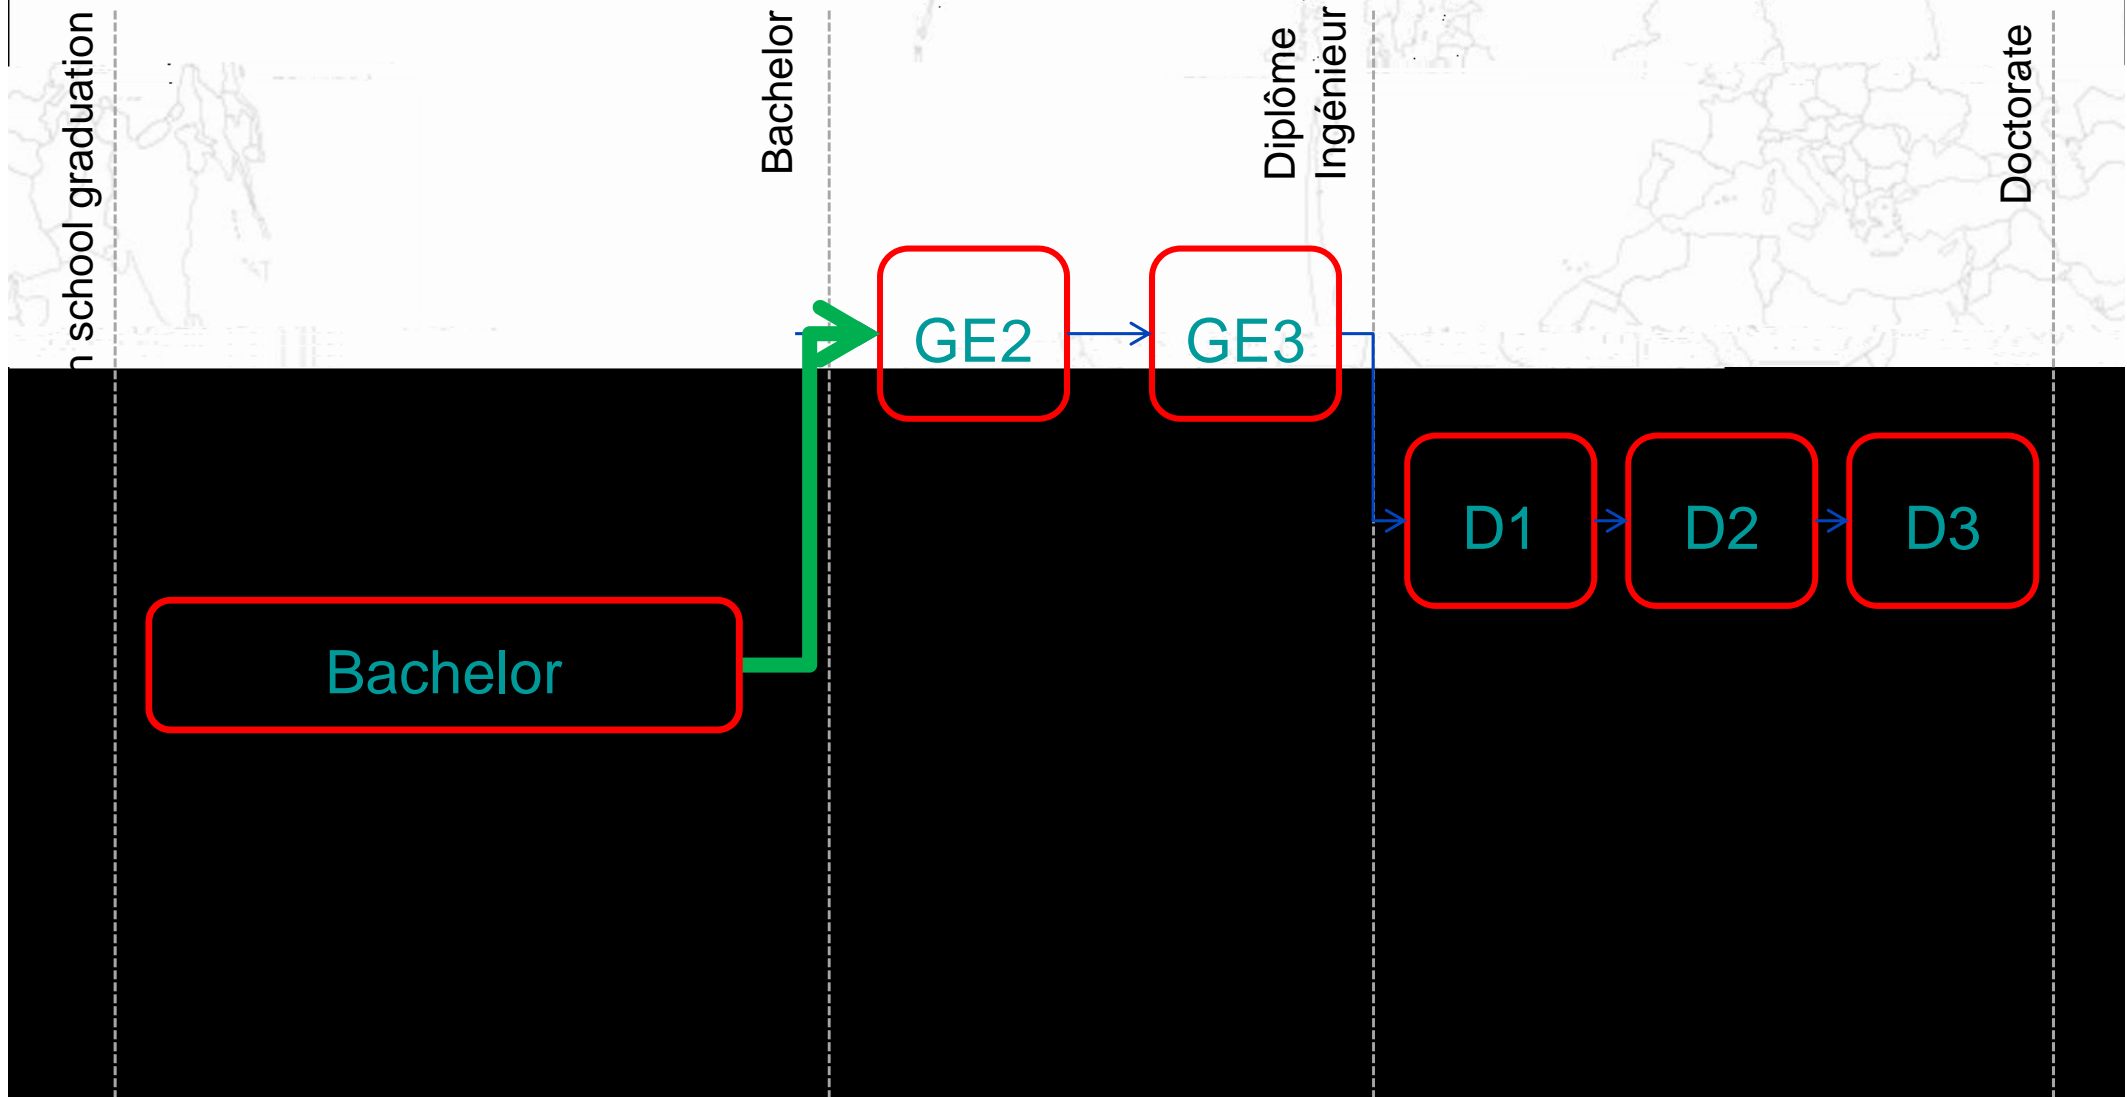 school graduation
Bachelor
Diplôme
Ingénieur
Doctorate
GE2
GE3
D1
D2
D3
Bachelor